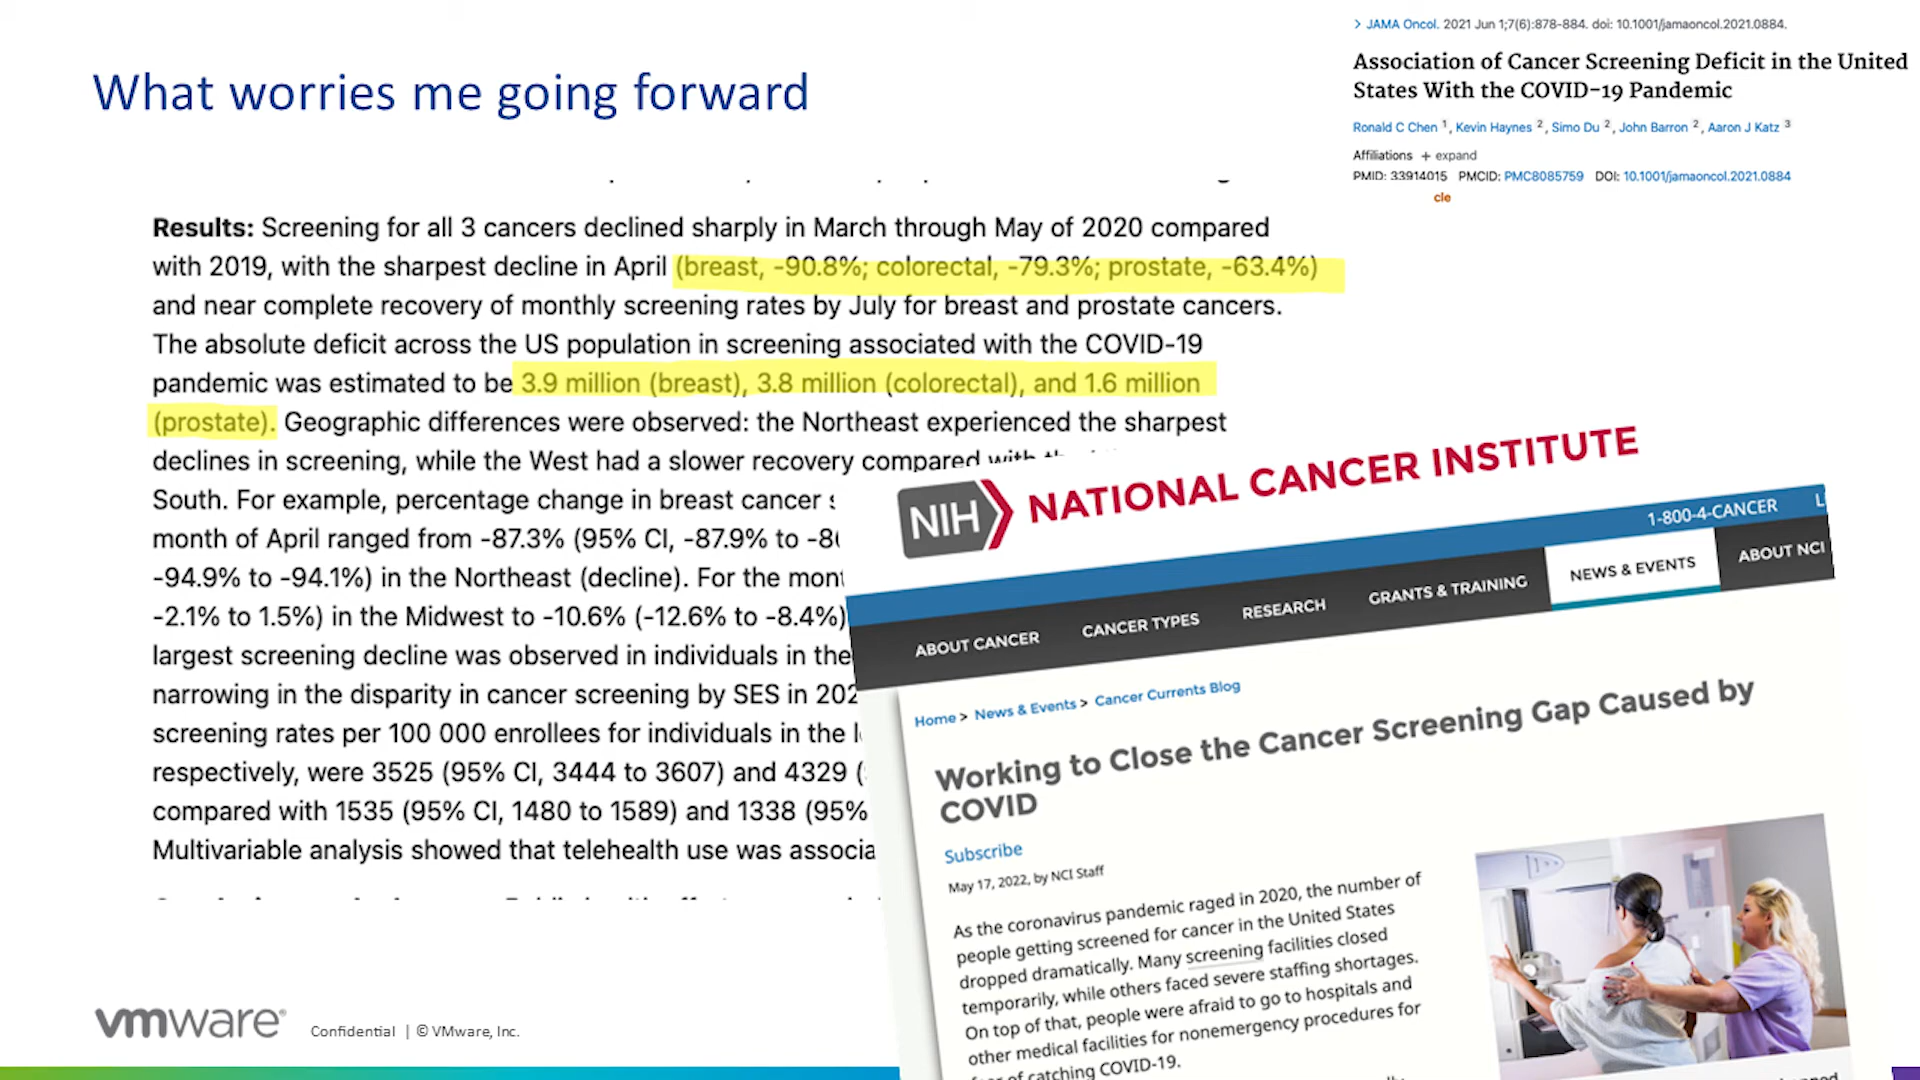 What worries me going forward
> JAMA Oncol. 2021 Jun 1;7(6):878-884. doi: 10.1001/jamaoncol.2021.0884.
Association of Cancer Screening Deficit in the United
States With the COVID-19 Pandemic
Ronald C Chen 1, Kevin Haynes 2, Simo Du 2, John Barron 2, Aaron J Katz 3
Affiliations + expand
PMID: 33914015 PMCID: PMC8085759 DOI: 10.1001/jamaoncol.2021.0884
cle
Results: Screening for all 3 cancers declined sharply in March through May of 2020 compared
with 2019, with the sharpest decline in April (breast, -90.8%; colorectal, -79.3%; prostate, -63.4%)
and near complete recovery of monthly screening rates by July for breast and prostate cancers.
The absolute deficit across the US population in screening associated with the COVID-19
pandemic was estimated to be 3.9 million (breast), 3.8 million (colorectal), and 1.6 million
(prostate). Geographic differences were observed: the Northeast experienced the sharpest
declines in screening, while the West had a slower recovery compared with
South. For example, percentage change in breast cancer
month of April ranged from -87.3% (95% CI, -87.9% to
-94.9% to -94.1%) in the Northeast (decline). For the
-2.1% to 1.5%) in the Midwest to -10.6% (-12.6% to -8.4%)
largest screening decline was observed in individuals in the
narrowing in the disparity in cancer screening by SES in
screening rates per 100 000 enrollees for individuals in the
respectively, were 3525 (95% CI, 3444 to 3607) and 4329
compared with 1535 (95% CI, 1480 to 1589) and 1338 (95%
Multivariable analysis showed that telehealth use was
NIH NATIONAL CANCER INSTITUTE
1-800-4-CANCER
ABOUT CANCER CANCER TYPES RESEARCH GRANTS & TRAINING NEWS & EVENTS ABOUT NCI
Home > News & Events > Cancer Currents Blog
Working to Close the Cancer Screening Gap Caused by
COVID
Subscribe
May 17, 2022, by NCI Staff
As the coronavirus pandemic raged in 2020, the number of
people getting screened for cancer in the United States
dropped dramatically. Many screening facilities closed
temporarily, while others faced severe staffing shortages.
On top of that, people were afraid to go to hospitals and
other medical facilities for nonemergency procedures for
fear of catching COVID-19.
vmware Confidential | © VMware, Inc.